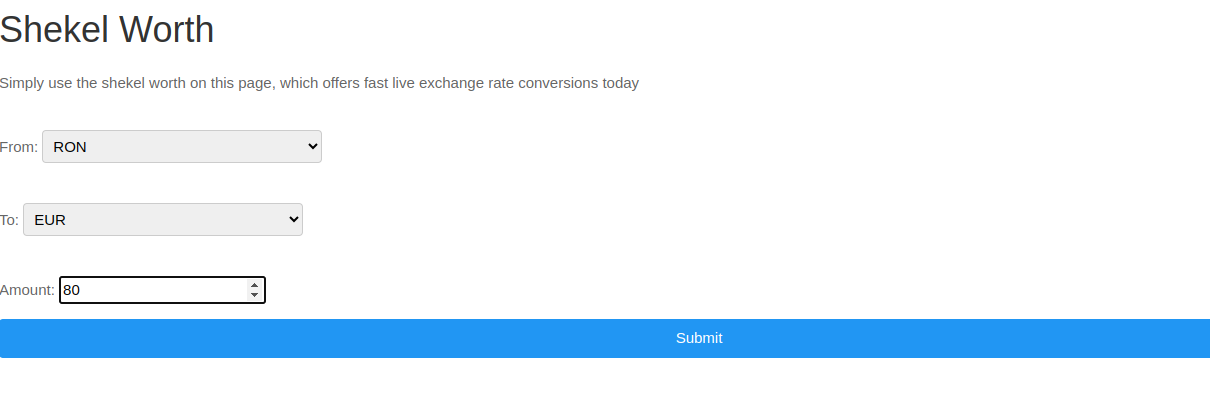 Shekel Worth
Simply use the shekel worth on this page, which offers fast live exchange rate conversions today
From: RON
To: EUR
Amount: 80
Submit